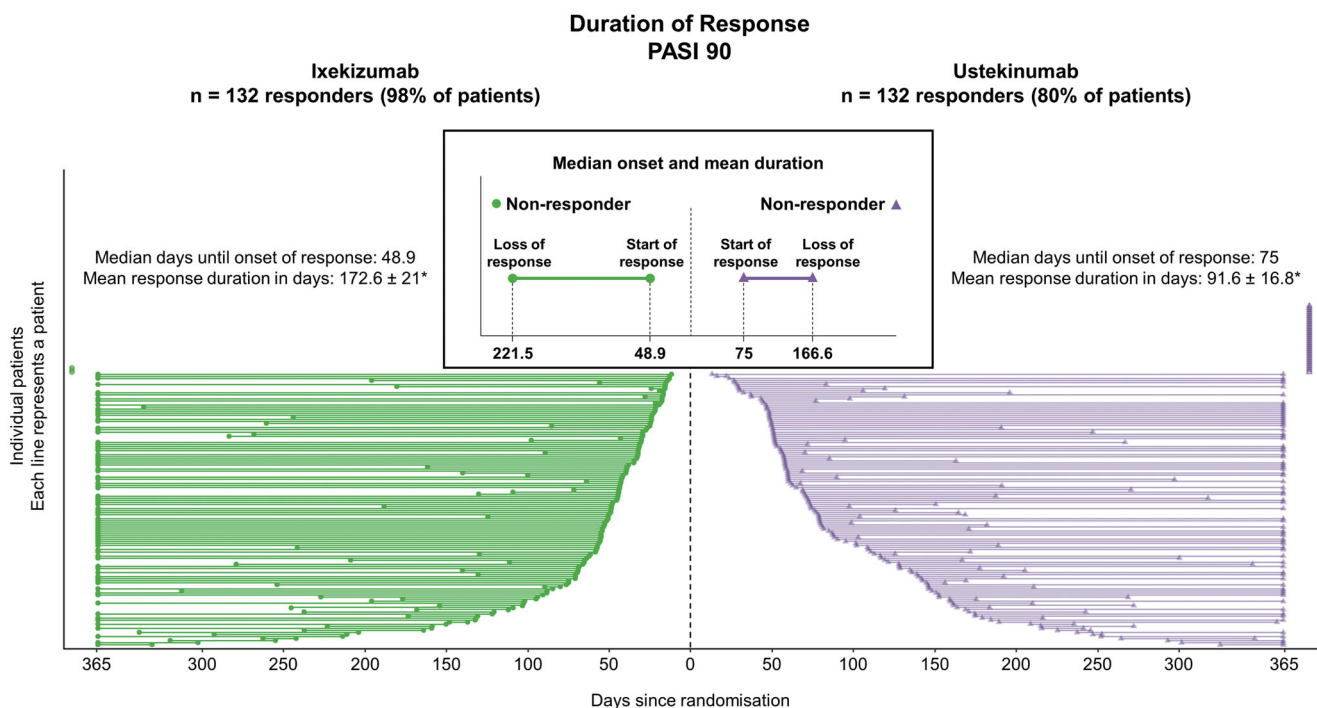 Duration of Response
PASI 90
Ixekizumab
n = 132 responders (98% of patients)
Ustekinumab
n = 132 responders (80% of patients)
Median onset and mean duration
Non-responder
Non-responder
Loss of
response
Start of
response
Start of
response
Loss of
response
221.5
48.9
75
166.6
Median days until onset of response: 48.9
Mean response duration in days: 172.6 ± 21*
Median days until onset of response: 75
Mean response duration in days: 91.6 ± 16.8*
Individual patients
Each line represents a patient
365 300 250 200 150 100 50 0 50 100 150 200 250 300 365
Days since randomisation